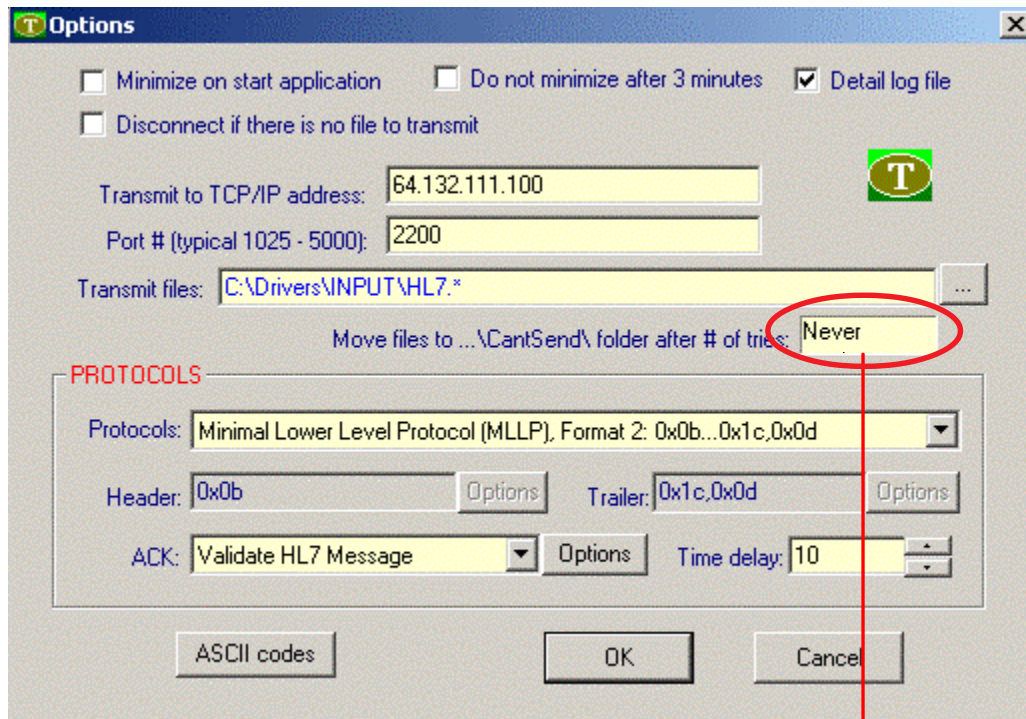 T Options
Minimize on start application Do not minimize after 3 minutes Detail log file
Disconnect if there is no file to transmit
T
Transmit to TCP/IP address: 64.132.111.100
Port # (typical 1025 - 5000): 2200
Transmit files: C:\Drivers\INPUT\HL7.* ...
Move files to ...\CantSend\ folder after # of tries: Never
PROTOCOLS
Protocols: Minimal Lower Level Protocol (MLLP), Format 2: 0x0b...0x1c,0x0d
Header: 0x0b Options Trailer: 0x1c,0x0d Options
ACK: Validate HL7 Message Options Time delay: 10
ASCII codes OK Cancel